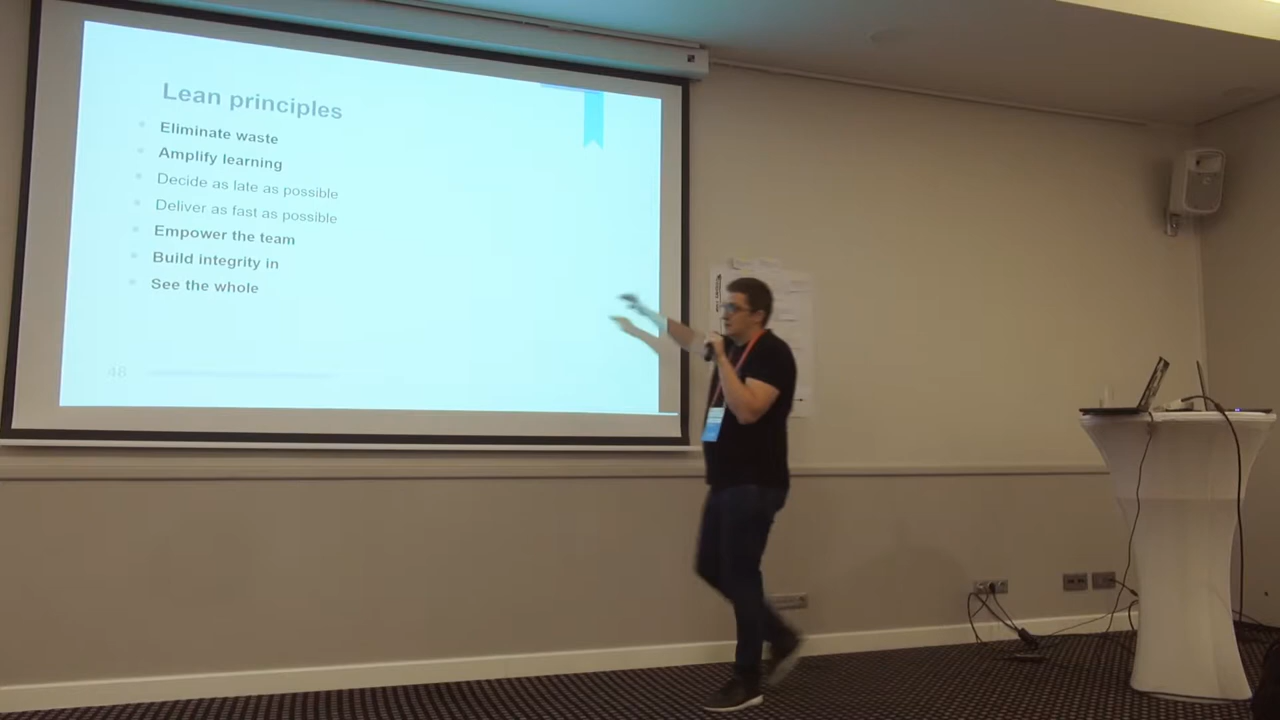 Lean principles
Eliminate waste
Amplify learning
Decide as late as possible
Deliver as fast as possible
Empower the team
Build integrity in
See the whole
48